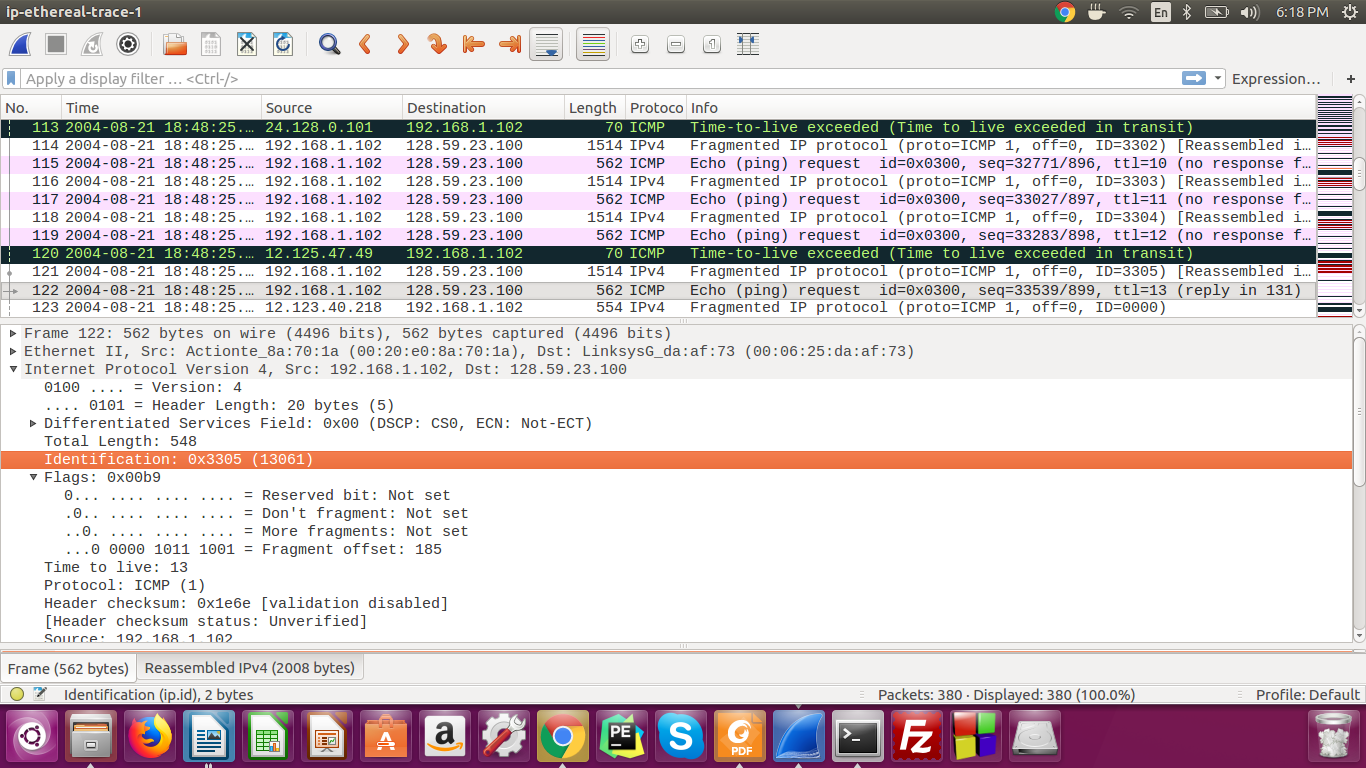 ip-ethereal-trace-1
En
6:18 PM
Apply a display filter … <Ctrl-/>
Expression…
+
No. Time Source Destination Length Protoco Info
113 2004-08-21 18:48:25.… 24.128.0.101 192.168.1.102 70 ICMP Time-to-live exceeded (Time to live exceeded in transit)
114 2004-08-21 18:48:25.… 192.168.1.102 128.59.23.100 1514 IPv4 Fragmented IP protocol (proto=ICMP 1, off=0, ID=3302) [Reassembled i…
115 2004-08-21 18:48:25.… 192.168.1.102 128.59.23.100 562 ICMP Echo (ping) request id=0x0300, seq=32771/896, ttl=10 (no response f…
116 2004-08-21 18:48:25.… 192.168.1.102 128.59.23.100 1514 IPv4 Fragmented IP protocol (proto=ICMP 1, off=0, ID=3303) [Reassembled i…
117 2004-08-21 18:48:25.… 192.168.1.102 128.59.23.100 562 ICMP Echo (ping) request id=0x0300, seq=33027/897, ttl=11 (no response f…
118 2004-08-21 18:48:25.… 192.168.1.102 128.59.23.100 1514 IPv4 Fragmented IP protocol (proto=ICMP 1, off=0, ID=3304) [Reassembled i…
119 2004-08-21 18:48:25.… 192.168.1.102 128.59.23.100 562 ICMP Echo (ping) request id=0x0300, seq=33283/898, ttl=12 (no response f…
120 2004-08-21 18:48:25.… 12.125.47.49 192.168.1.102 70 ICMP Time-to-live exceeded (Time to live exceeded in transit)
121 2004-08-21 18:48:25.… 192.168.1.102 128.59.23.100 1514 IPv4 Fragmented IP protocol (proto=ICMP 1, off=0, ID=3305) [Reassembled i…
122 2004-08-21 18:48:25.… 192.168.1.102 128.59.23.100 562 ICMP Echo (ping) request id=0x0300, seq=33539/899, ttl=13 (reply in 131)
123 2004-08-21 18:48:25.… 12.123.40.218 192.168.1.102 554 IPv4 Fragmented IP protocol (proto=ICMP 1, off=0, ID=0000)
Frame 122: 562 bytes on wire (4496 bits), 562 bytes captured (4496 bits)
Ethernet II, Src: Actionte_8a:70:1a (00:20:e0:8a:70:1a), Dst: LinksysG_da:af:73 (00:06:25:da:af:73)
Internet Protocol Version 4, Src: 192.168.1.102, Dst: 128.59.23.100
0100 .... = Version: 4
.... 0101 = Header Length: 20 bytes (5)
Differentiated Services Field: 0x00 (DSCP: CS0, ECN: Not-ECT)
Total Length: 548
Identification: 0x3305 (13061)
Flags: 0x00b9
0... .... .... .... = Reserved bit: Not set
.0.. .... .... .... = Don't fragment: Not set
..0. .... .... .... = More fragments: Not set
...0 0000 1011 1001 = Fragment offset: 185
Time to live: 13
Protocol: ICMP (1)
Header checksum: 0x1e6e [validation disabled]
[Header checksum status: Unverified]
Source: 192.168.1.102
Frame (562 bytes) Reassembled IPv4 (2008 bytes)
Identification (ip.id), 2 bytes
Packets: 380 · Displayed: 380 (100.0%)
Profile: Default
A
a
PE
S
PDF
>_
Fz